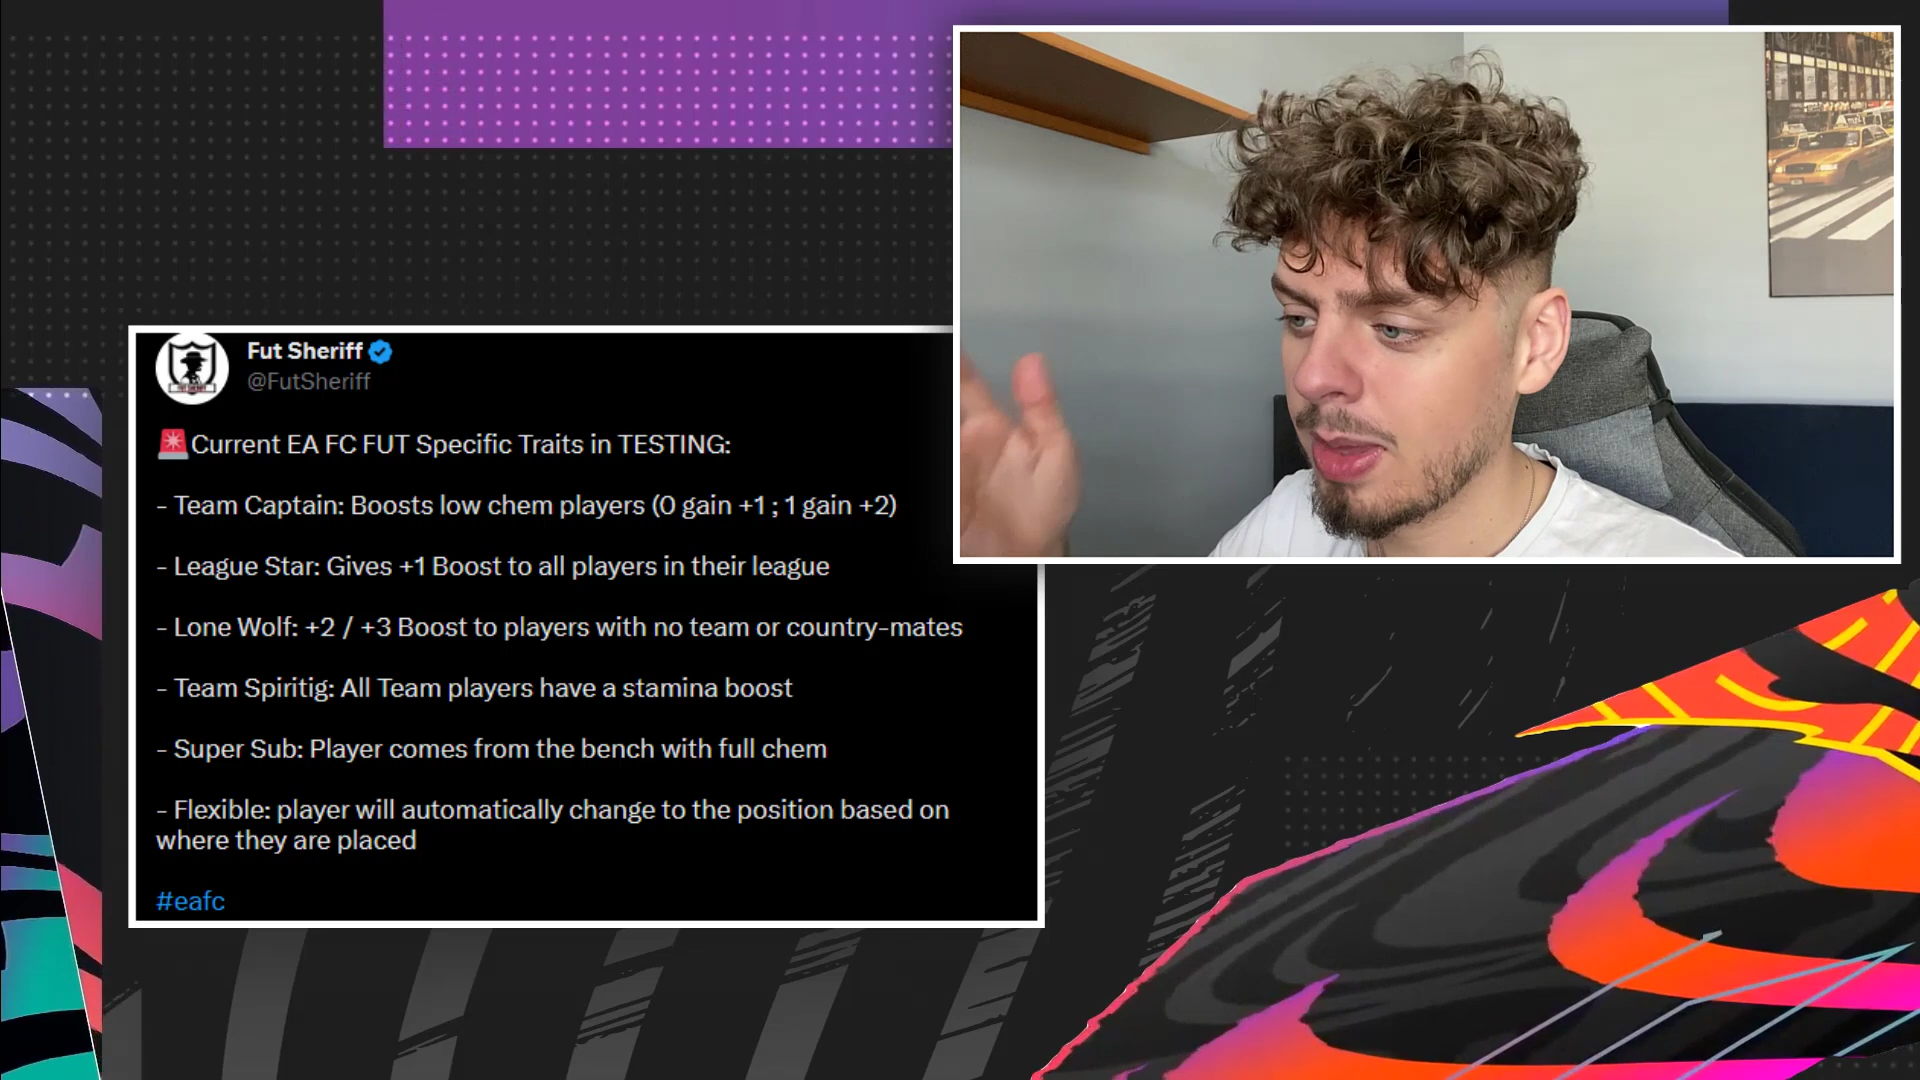 Fut Sheriff
@FutSheriff
🚨Current EA FC FUT Specific Traits in TESTING:
- Team Captain: Boosts low chem players (0 gain +1 ; 1 gain +2)
- League Star: Gives +1 Boost to all players in their league
- Lone Wolf: +2 / +3 Boost to players with no team or country-mates
- Team Spiritig: All Team players have a stamina boost
- Super Sub: Player comes from the bench with full chem
- Flexible: player will automatically change to the position based on
where they are placed
#eafc